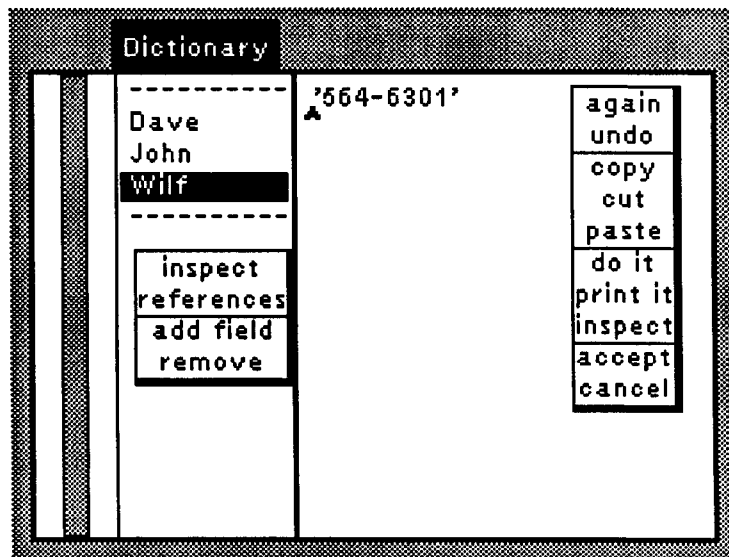 Dictionary
----------
Dave
John
Wilf
----------
inspect
references
add field
remove
'564-6301'
again
undo
copy
cut
paste
do it
print it
inspect
accept
cancel